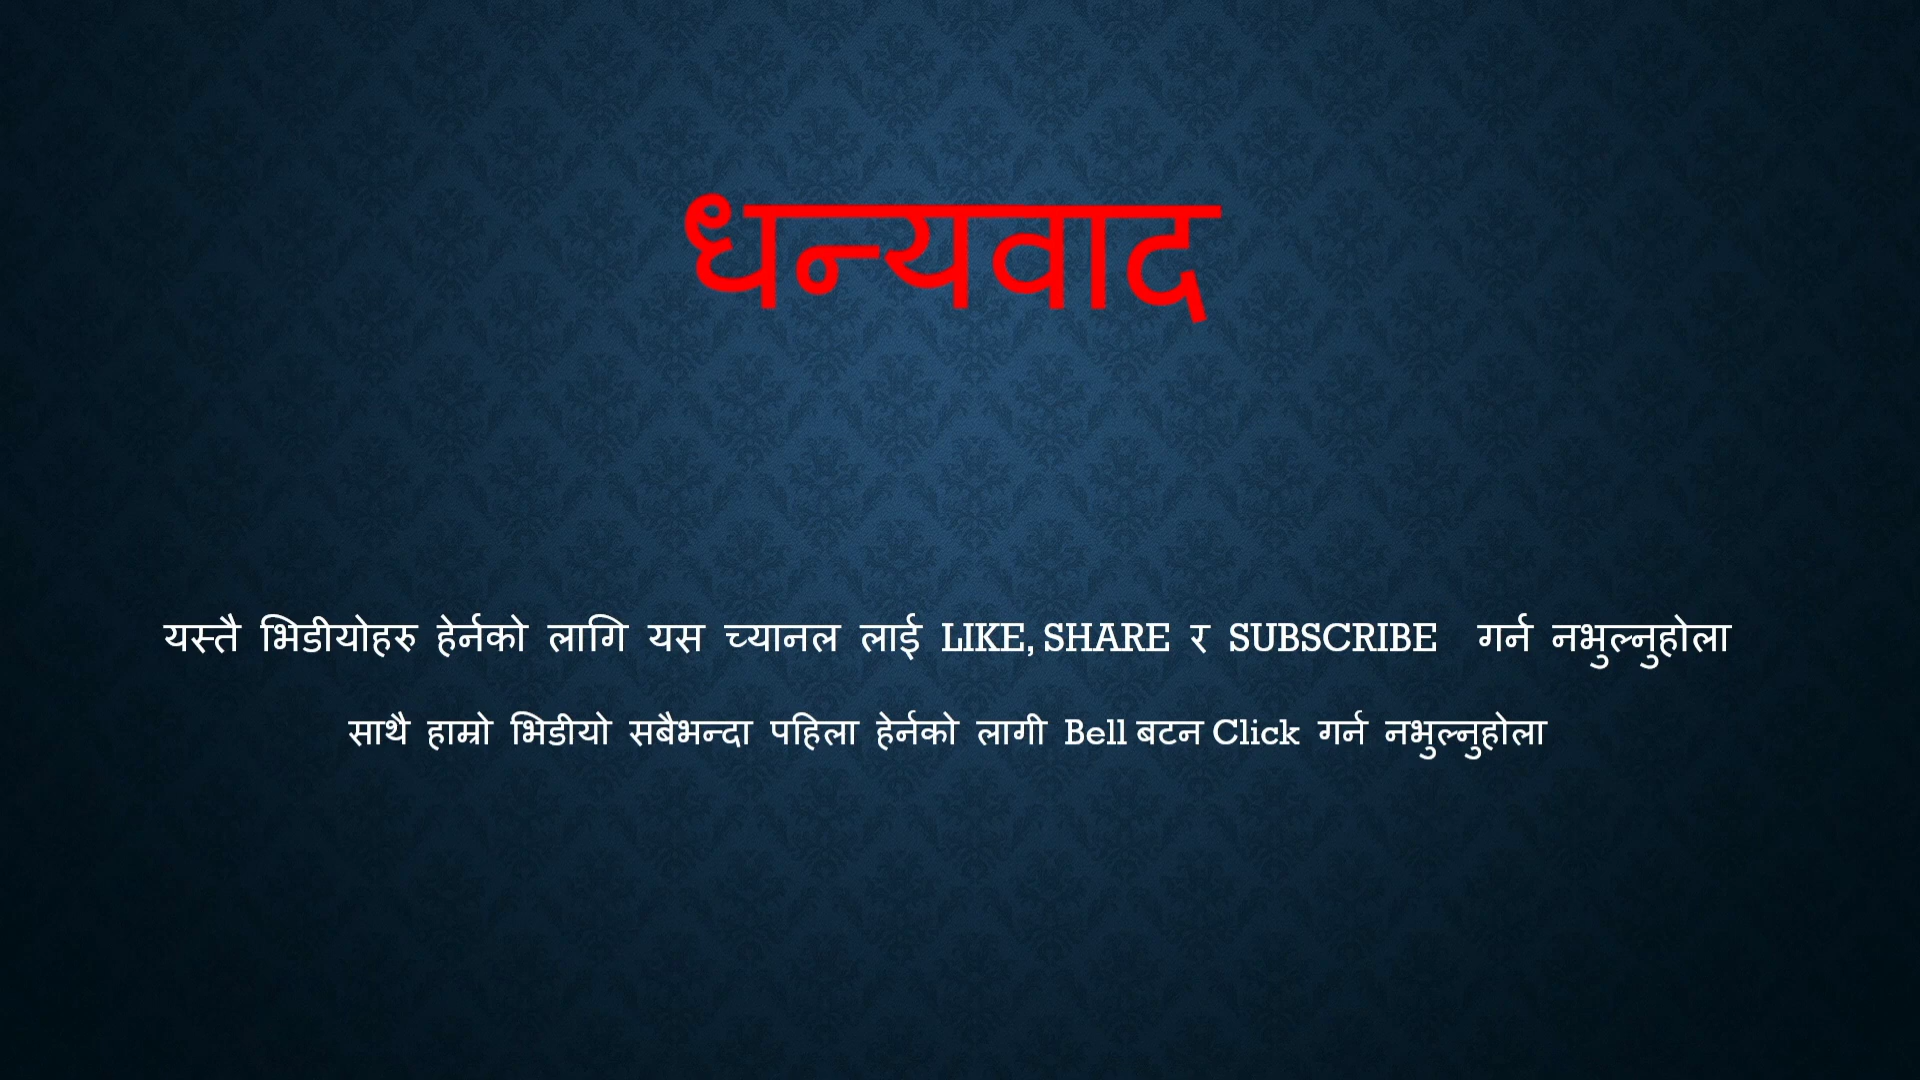 धन्यवाद
यस्तै भिडीयोहरु हेर्नको लागि यस च्यानल लाई LIKE, SHARE र SUBSCRIBE गर्न नभुल्नुहोला
साथै हाम्रो भिडीयो सबैभन्दा पहिला हेर्नको लागी Bell बटन Click गर्न नभुल्नुहोला